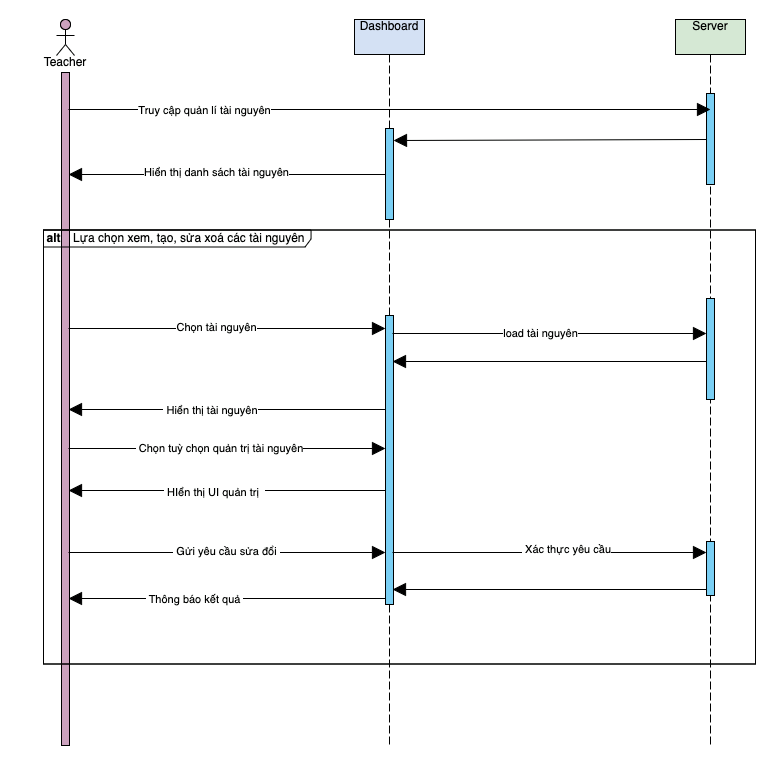 Teacher
Dashboard
Server
Truy cập quản lí tài nguyên
Hiển thị danh sách tài nguyên
alt
Lựa chọn xem, tạo, sửa xoá các tài nguyên
Chọn tài nguyên
load tài nguyên
Hiển thị tài nguyên
Chọn tuỳ chọn quản trị tài nguyên
HIển thị UI quản trị
Gửi yêu cầu sửa đổi
Xác thực yêu cầu
Thông báo kết quả